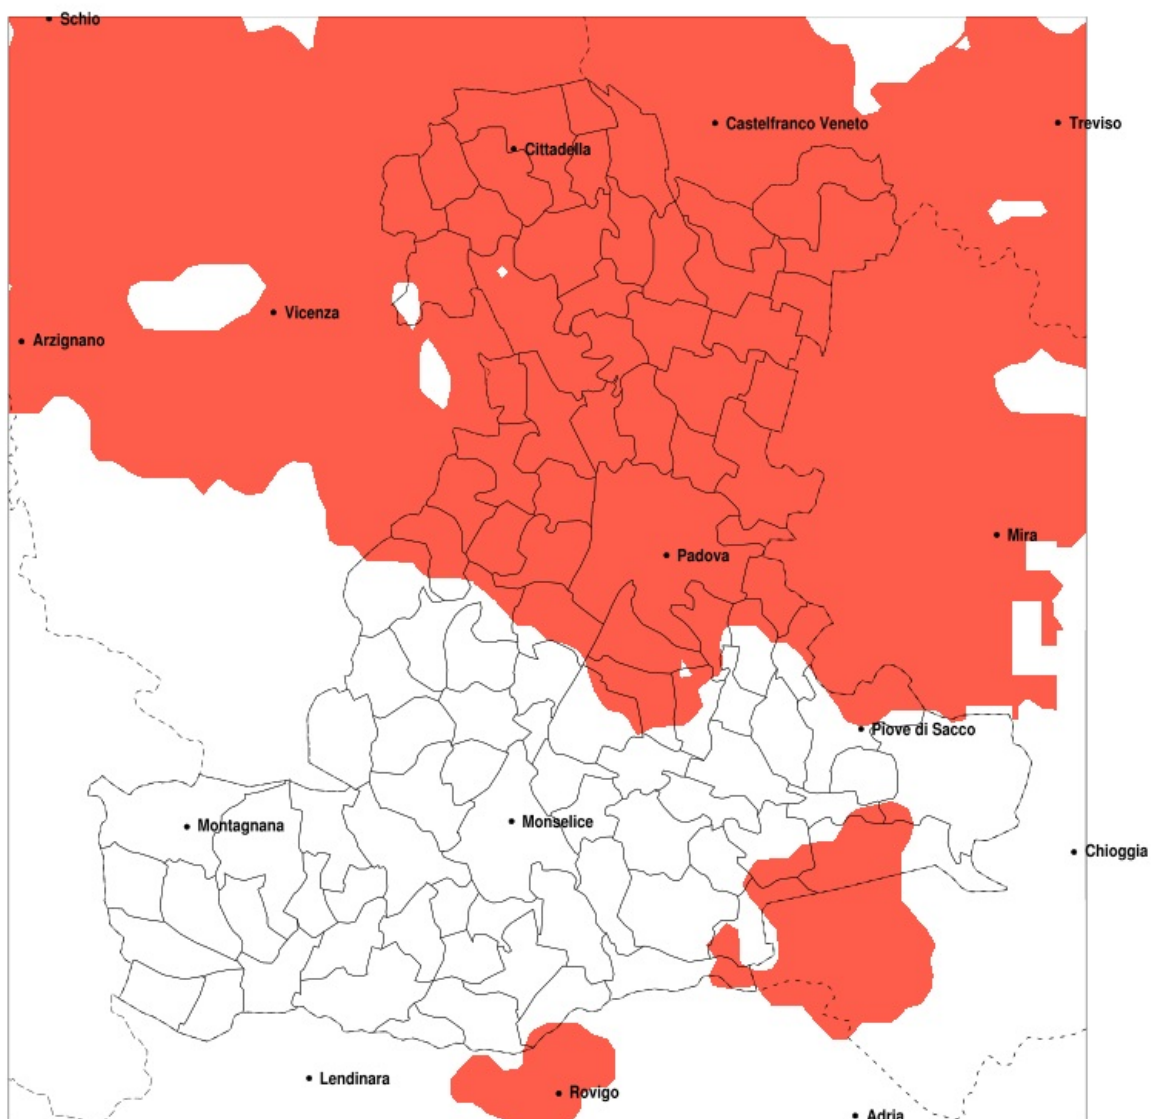 Schio
Castelfranco Veneto
Treviso
Cittadella
Vicenza
Arzignano
Mira
Padova
Piove di Sacco
Montagnana
Monselice
Chioggia
Lendinara
Rovigo
Adria